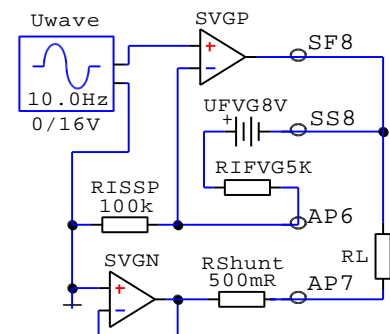 Uwave
SVGP
SF8
10.0Hz
0/16V
UFVG8V
SS8
RIFVG5K
RISSP
100k
AP6
SVGN
RShunt
500mR
AP7
RL